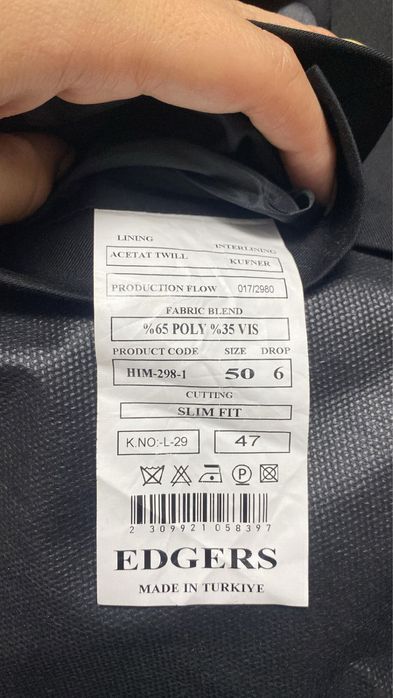 LINING
INTERLINING
ACETAT TWILL KUFNER
PRODUCTION FLOW 017/2980
FABRIC BLEND
%65 POLY %35 VIS
PRODUCT CODE SIZE DROP
HIM-298-1 50 6
CUTTING
SLIM FIT
K.NO:-L-29 47
P
2 309921 058397
EDGERS
MADE IN TURKIYE